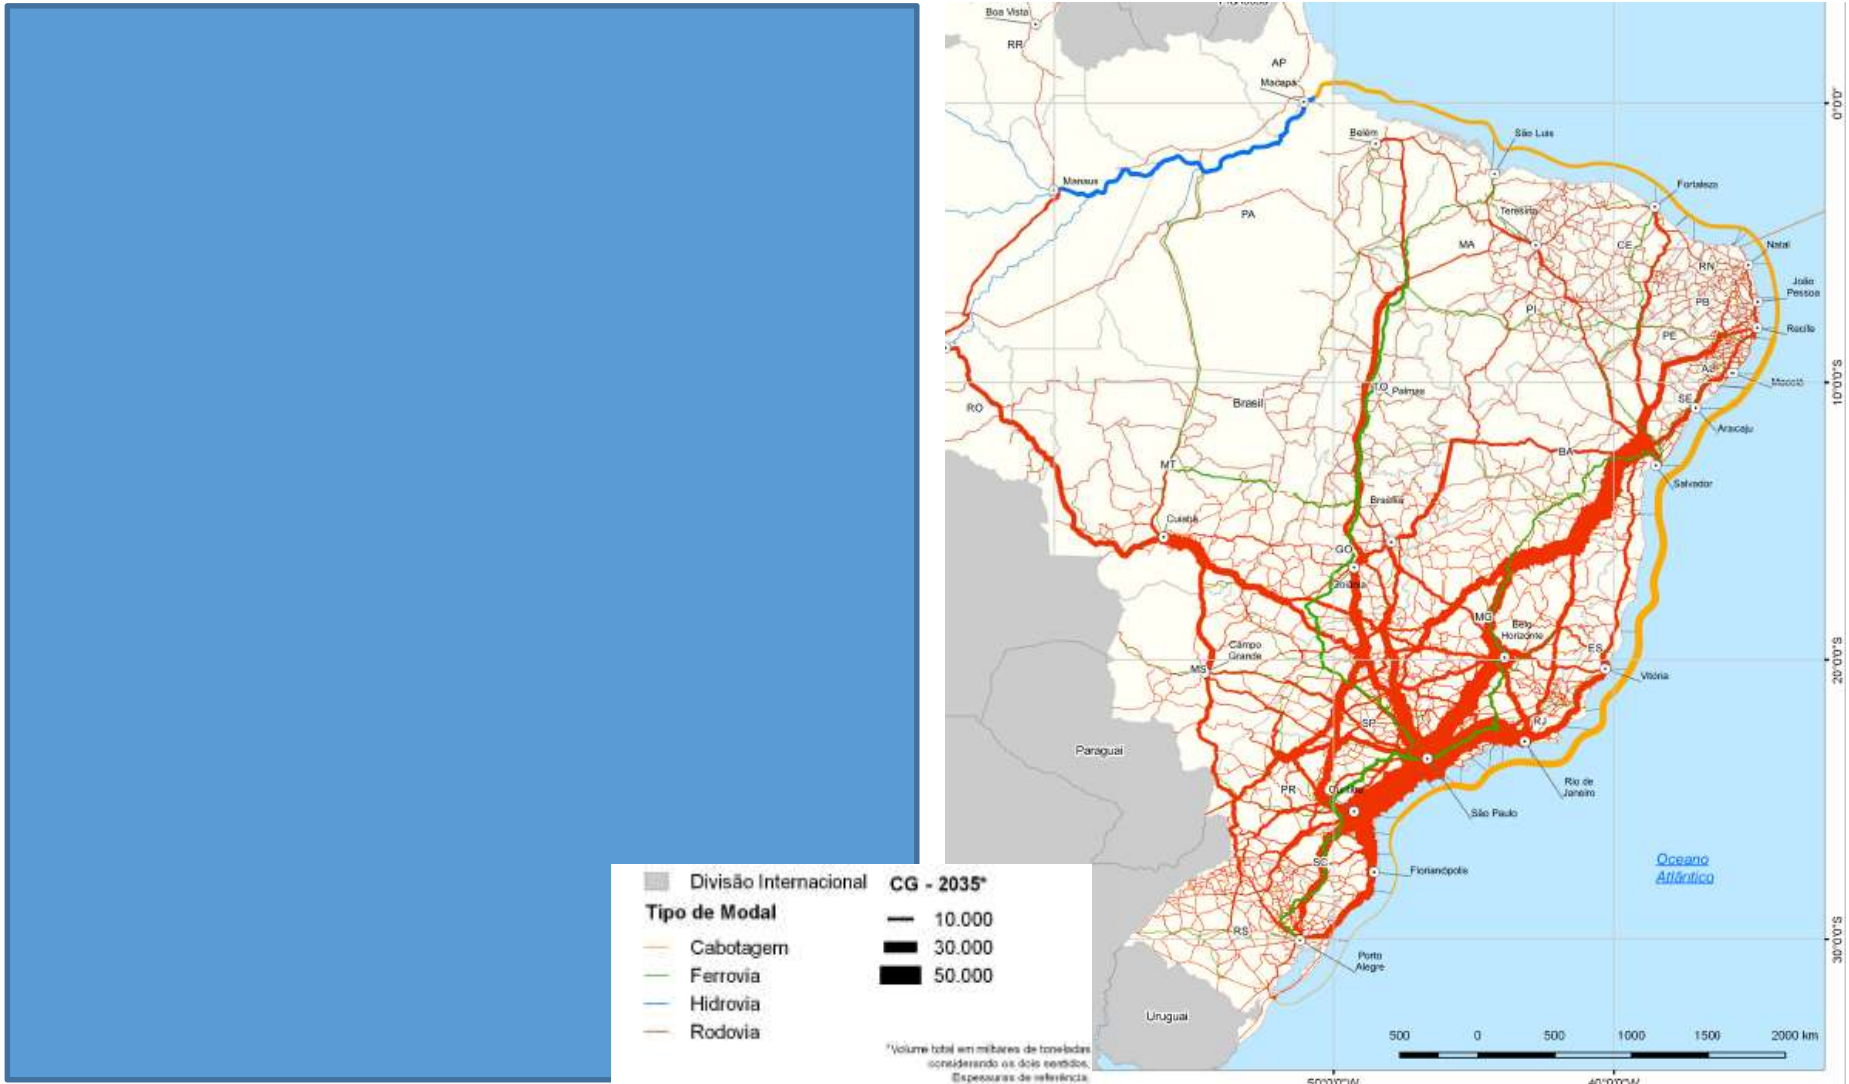 Boa Vista
RR
AP
Macapá
0°0'0"
Belém
São Luis
Manaus
Fortaleza
PA
Teresina
MA
CE
Natal
RN
João
Pessoa
PI
PB
Recife
PE
AL
TO
Palmas
Maceió
10°0'0"S
Brasil
RO
SE
Aracaju
BA
MT
Salvador
Brasília
Cuiabá
GO
Goiânia
MG
Belo
Horizonte
Campo
Grande
ES
MS
Vitória
20°0'0"S
SP
RJ
Paraguai
Rio de
Janeiro
PR
Curitiba
São Paulo
SC
Florianópolis
Oceano
Atlântico
RS
30°0'0"S
Porto
Alegre
Uruguai
500 0 500 1000 1500 2000 km
50°0'0"W 40°0'0"W
Divisão Internacional CG - 2035*
Tipo de Modal
10.000
Cabotagem 30.000
Ferrovia 50.000
Hidrovia
Rodovia
*Volume total em milhares de toneladas
considerando os dois sentidos.
Espessuras de referência.